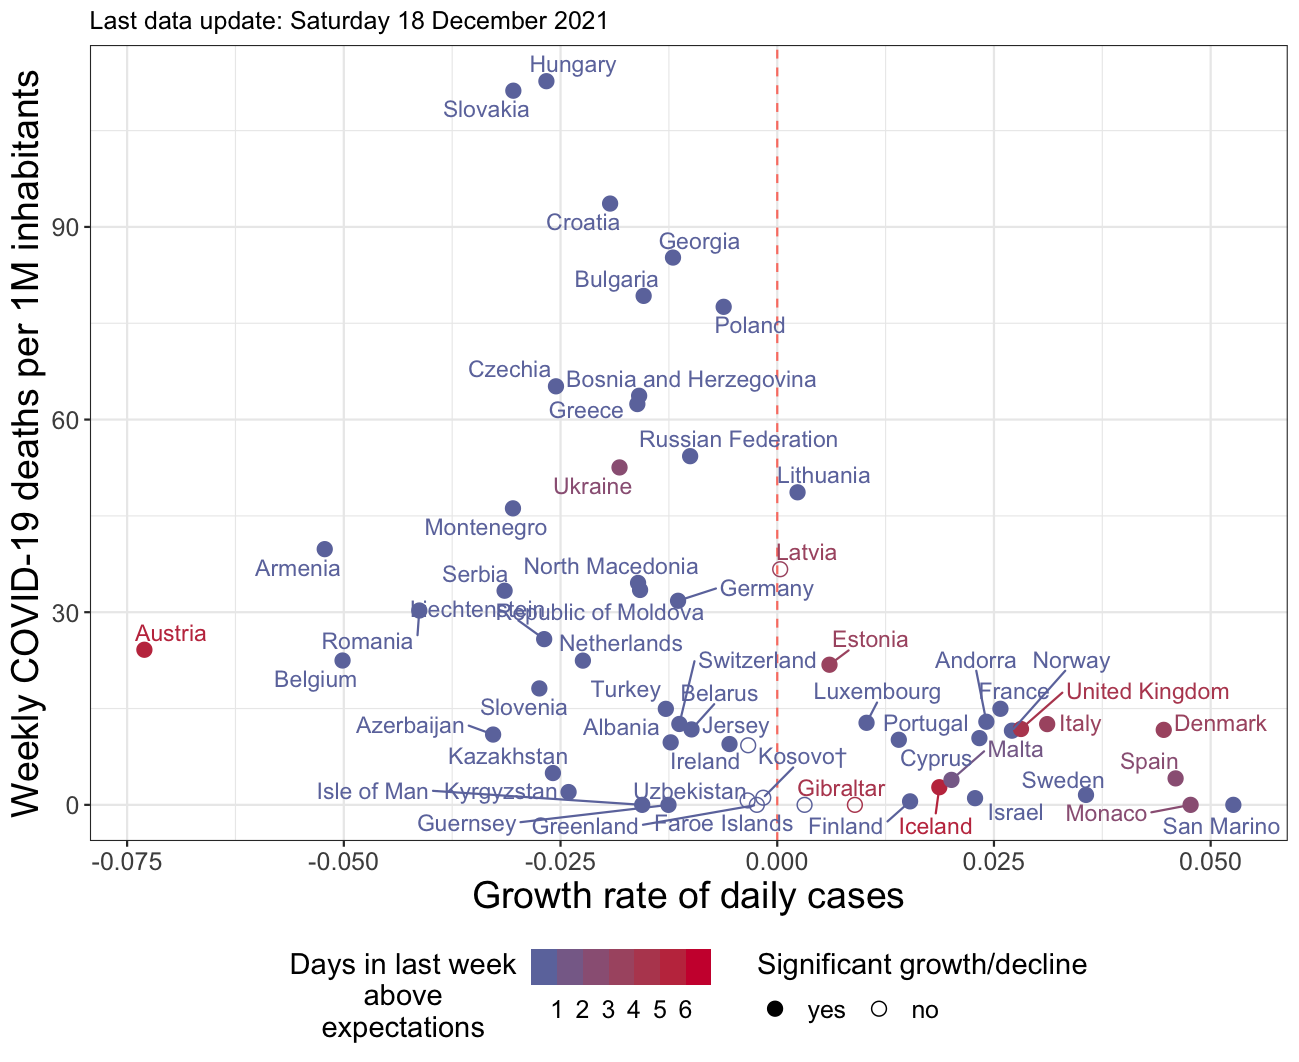 Last data update: Saturday 18 December 2021
Weekly COVID-19 deaths per 1M inhabitants
Hungary
Slovakia
Croatia
90
Georgia
Bulgaria
Poland
Czechia
Bosnia and Herzegovina
Greece
60
Russian Federation
Lithuania
Ukraine
Montenegro
Latvia
Armenia
North Macedonia
Serbia
Germany
Liechtenstein
Republic of Moldova
30
Austria
Romania
Netherlands
Estonia
Switzerland
Andorra
Norway
Belgium
Turkey
Belarus
Luxembourg
France
United Kingdom
Slovenia
Azerbaijan
Albania
Jersey
Portugal
Italy
Denmark
Kazakhstan
Ireland
Kosovo†
Cyprus
Malta
Spain
Isle of Man
Kyrgyzstan
Uzbekistan
Gibraltar
Sweden
0
Guernsey
Greenland
Faroe Islands
Finland
Iceland
Israel
Monaco
San Marino
-0.075
-0.050
-0.025
0.000
0.025
0.050
Growth rate of daily cases
Days in last week
above
expectations
1 2 3 4 5 6
Significant growth/decline
yes
no